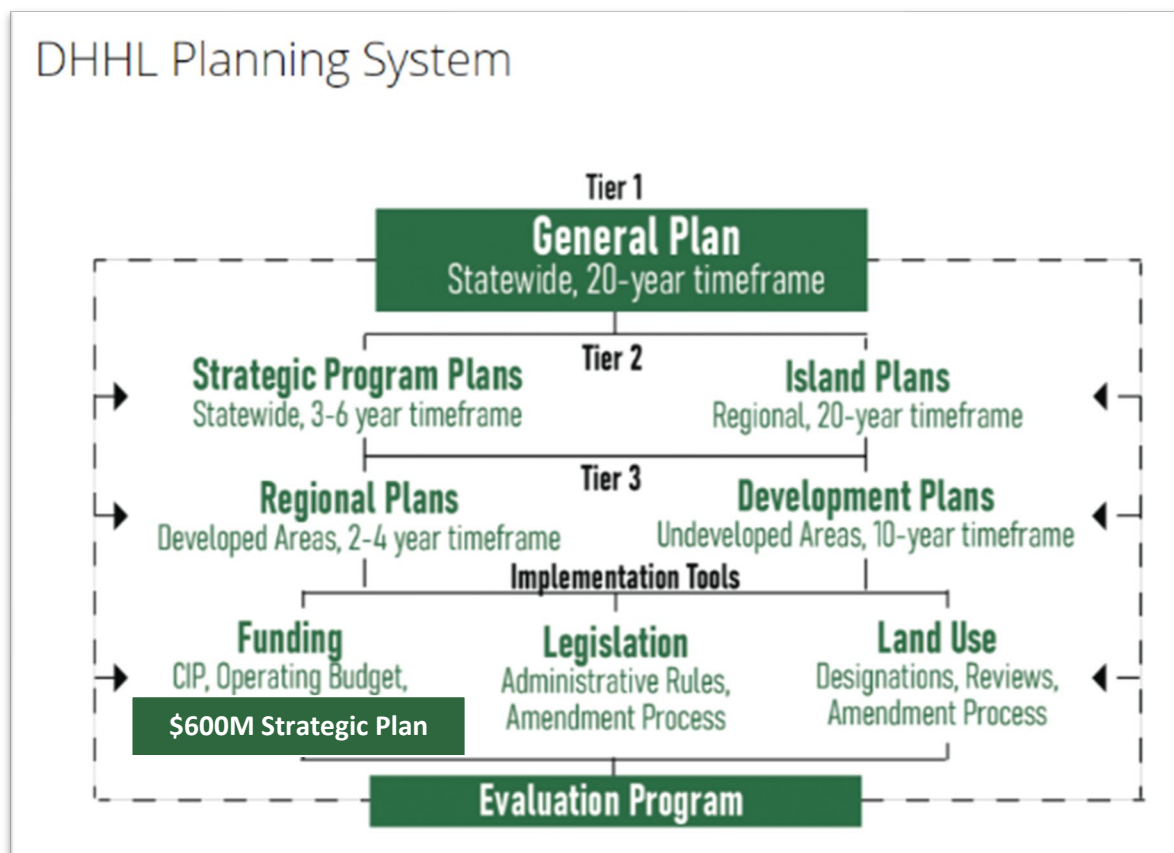 DHHL Planning System
Tier 1
General Plan
Statewide, 20-year timeframe
Tier 2
Strategic Program Plans
Statewide, 3-6 year timeframe
Island Plans
Regional, 20-year timeframe
Tier 3
Regional Plans
Developed Areas, 2-4 year timeframe
Development Plans
Undeveloped Areas, 10-year timeframe
Implementation Tools
Funding
CIP, Operating Budget,
$600M Strategic Plan
Legislation
Administrative Rules,
Amendment Process
Land Use
Designations, Reviews,
Amendment Process
Evaluation Program